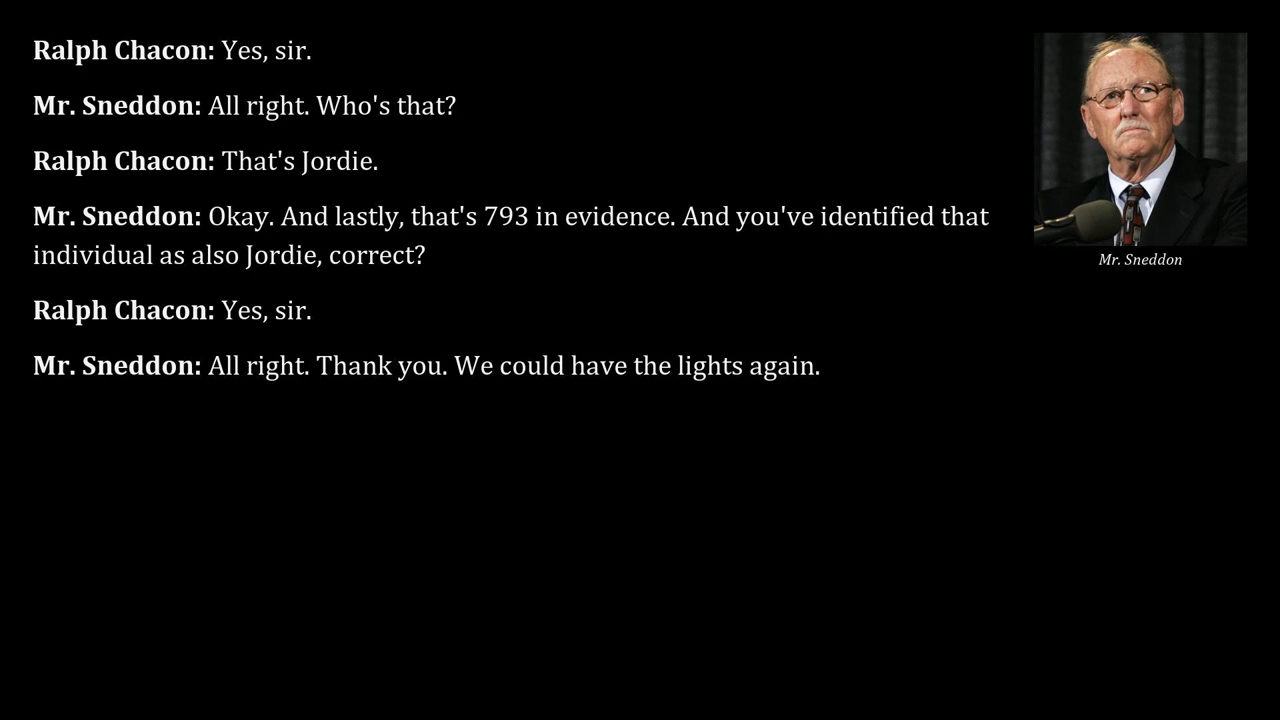 Ralph Chacon: Yes, sir.
Mr. Sneddon: All right. Who's that?
Ralph Chacon: That's Jordie.
Mr. Sneddon: Okay. And lastly, that's 793 in evidence. And you've identified that
individual as also Jordie, correct?
Ralph Chacon: Yes, sir.
Mr. Sneddon: All right. Thank you. We could have the lights again.
Mr. Sneddon